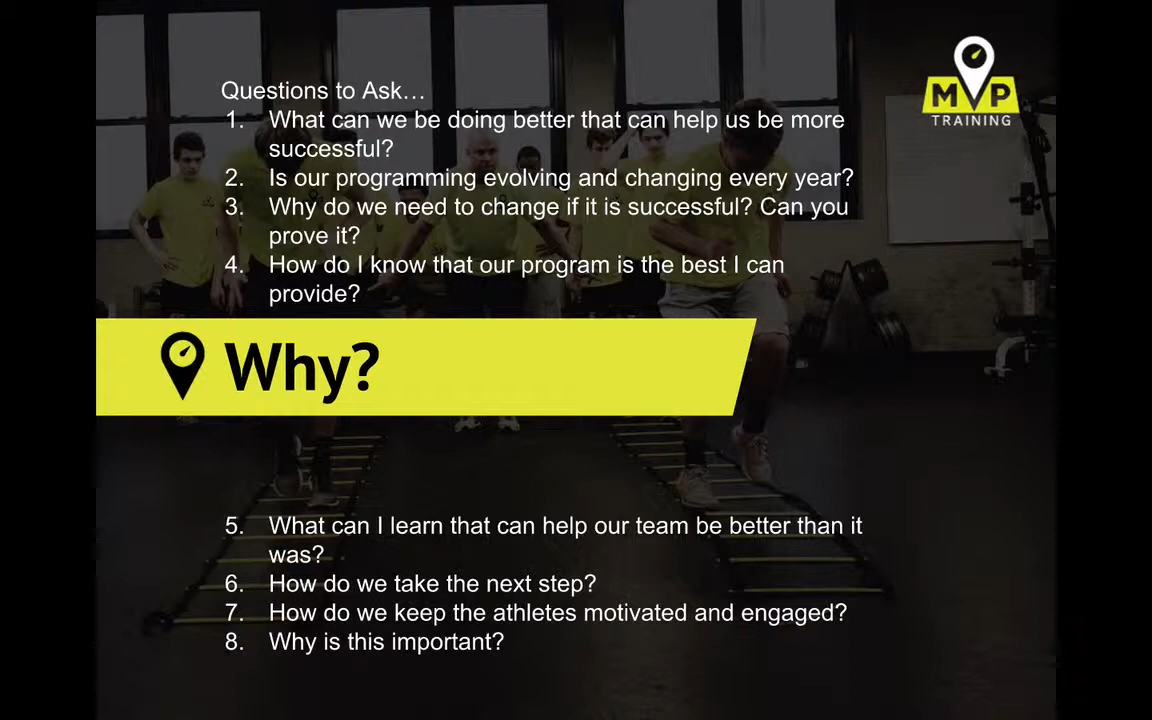 Questions to Ask…
1. What can we be doing better that can help us be more
successful?
2. Is our programming evolving and changing every year?
3. Why do we need to change if it is successful? Can you
prove it?
4. How do I know that our program is the best I can
provide?
MVP
TRAINING
Why?
5. What can I learn that can help our team be better than it
was?
6. How do we take the next step?
7. How do we keep the athletes motivated and engaged?
8. Why is this important?